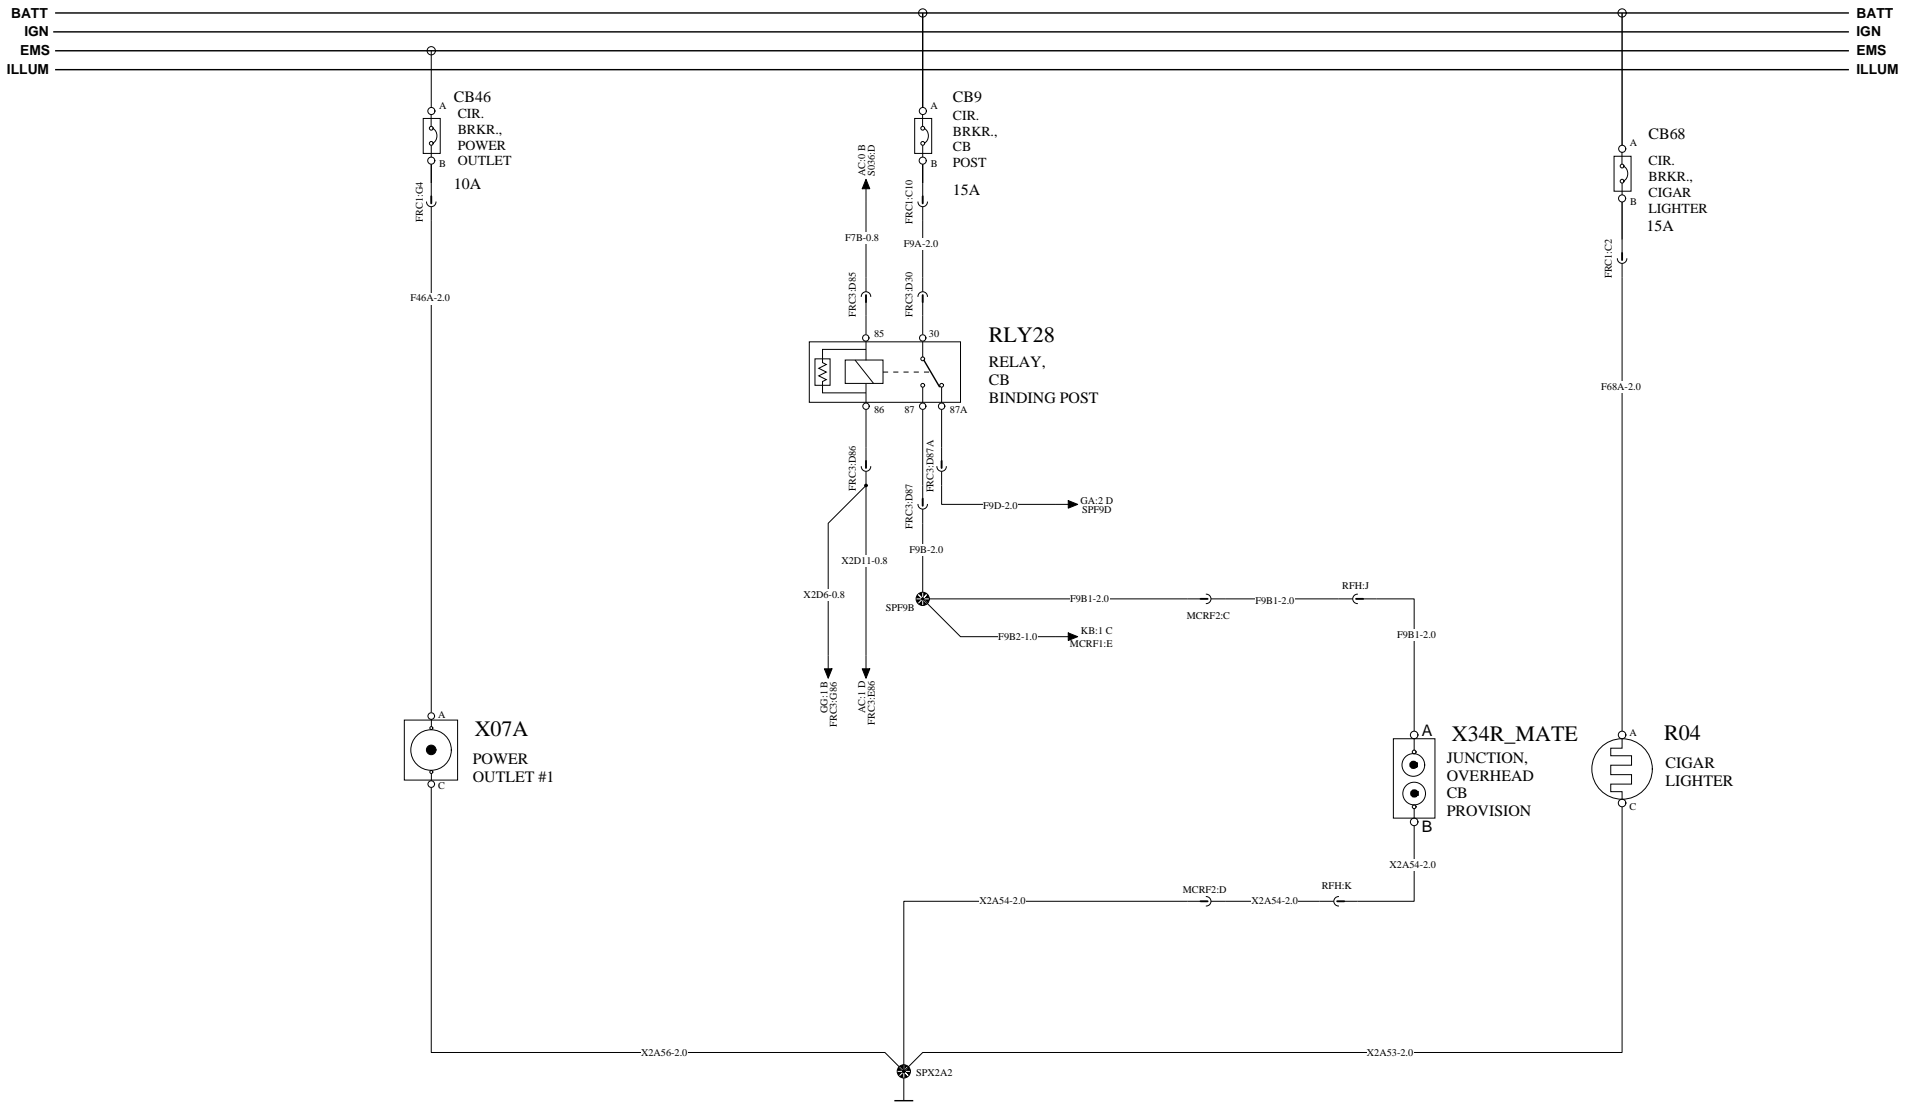 BATT
BATT
IGN
IGN
EMS
EMS
ILLUM
ILLUM
CB46
A
CIR.
BRKR.,
POWER
OUTLET
B
10A
FRC1:G4
F46A-2.0
A
X07A
POWER
OUTLET #1
C
AC:0 B
S036:D
F7B-0.8
FRC3:D85
85
CB9
A
CIR.
BRKR.,
CB
POST
B
15A
FRC1:C10
F9A-2.0
FRC3:D30
30
RLY28
RELAY,
CB
BINDING POST
86
87
87A
FRC3:D86
FRC3:D87
FRC3:D87A
F9D-2.0
GA:2 D
SPF9D
F9B-2.0
X2D11-0.8
X2D6-0.8
GG:1 B
FRC3:G86
AC:1 D
FRC3:E86
SPF9B
F9B1-2.0
MCRF2:C
F9B1-2.0
RFH:J
F9B1-2.0
F9B2-1.0
KB:1 C
MCRF1:E
A
X34R_MATE
JUNCTION,
OVERHEAD
CB
PROVISION
B
X2A54-2.0
RFH:K
X2A54-2.0
MCRF2:D
X2A54-2.0
CB68
A
CIR.
BRKR.,
CIGAR
LIGHTER
B
15A
FRC1:C2
F68A-2.0
A
R04
CIGAR
LIGHTER
C
X2A56-2.0
X2A53-2.0
SPX2A2